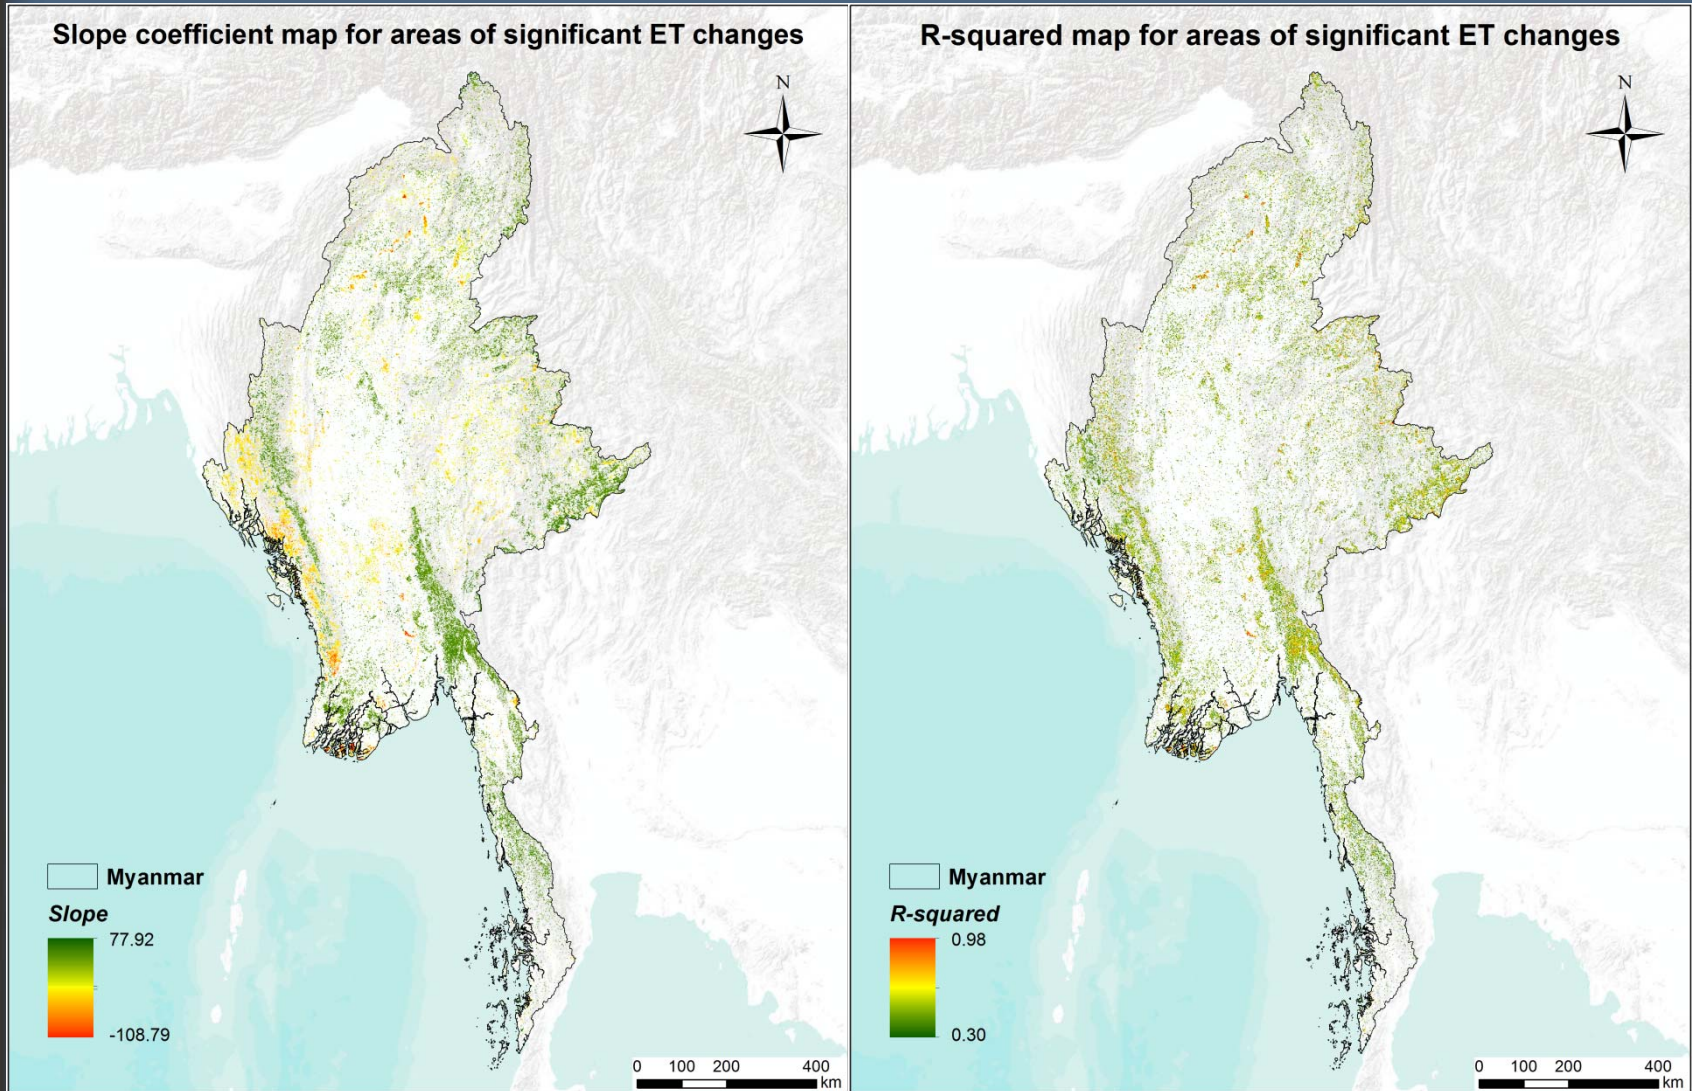 Slope coefficient map for areas of significant ET changes
N
Myanmar
Slope
77.92
-108.79
0 100 200 400
km
R-squared map for areas of significant ET changes
N
Myanmar
R-squared
0.98
0.30
0 100 200 400
km